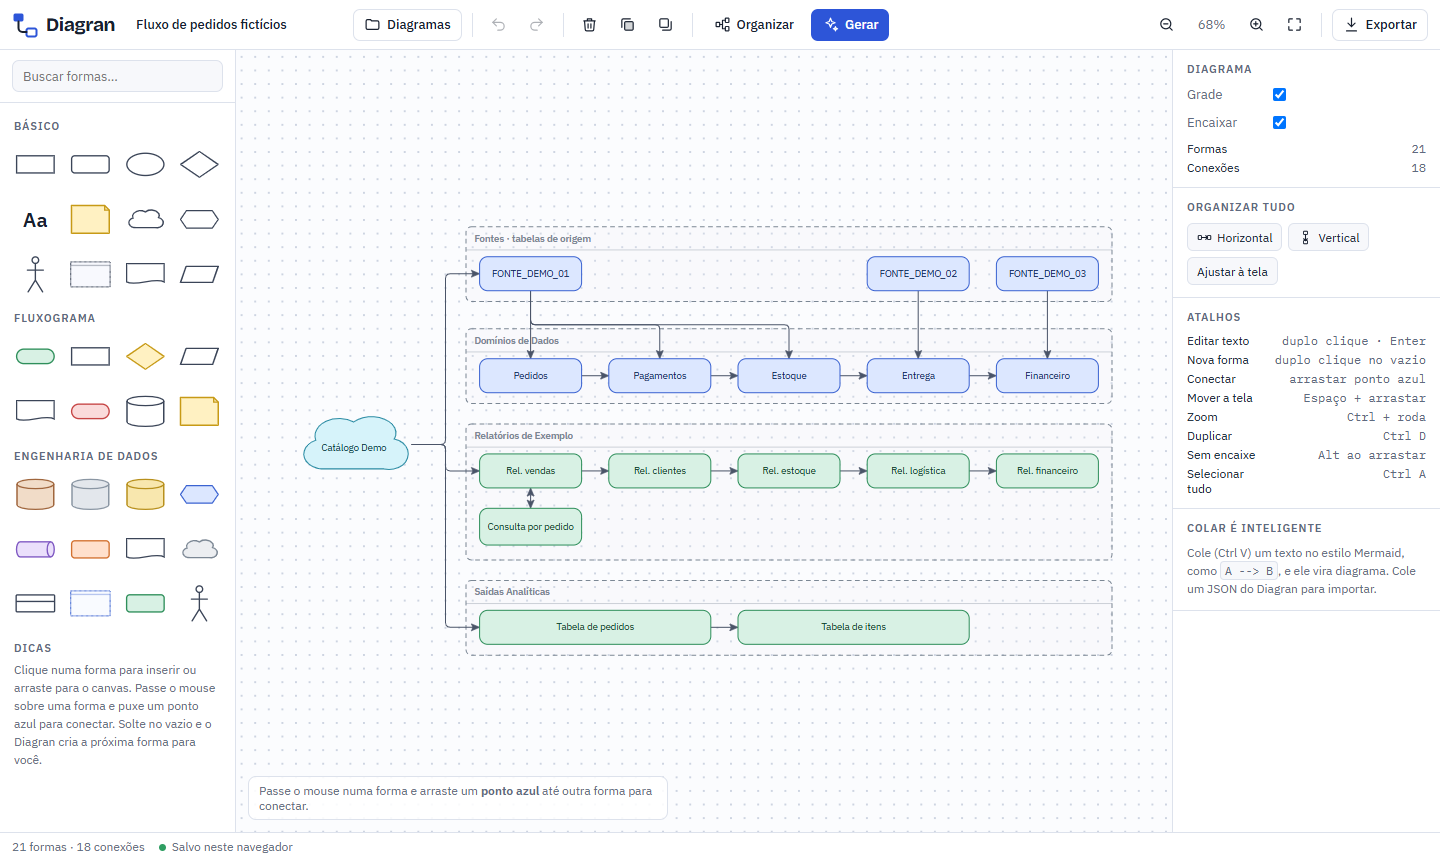 Diagran
Fluxo de pedidos fictícios
Diagramas
Organizar
Gerar
68%
Exportar
Buscar formas...
BÁSICO
Aa
FLUXOGRAMA
ENGENHARIA DE DADOS
DICAS
Clique numa forma para inserir ou
arraste para o canvas. Passe o mouse
sobre uma forma e puxe um ponto
azul para conectar. Solte no vazio e o
Diagran cria a próxima forma para
você.
Fontes · tabelas de origem
FONTE_DEMO_01
FONTE_DEMO_02
FONTE_DEMO_03
Domínios de Dados
Pedidos
Pagamentos
Estoque
Entrega
Financeiro
Catálogo Demo
Relatórios de Exemplo
Rel. vendas
Rel. clientes
Rel. estoque
Rel. logística
Rel. financeiro
Consulta por pedido
Saídas Analíticas
Tabela de pedidos
Tabela de itens
Passe o mouse numa forma e arraste um ponto azul até outra forma para
conectar.
DIAGRAMA
Grade
Encaixar
Formas 21
Conexões 18
ORGANIZAR TUDO
Horizontal
Vertical
Ajustar à tela
ATALHOS
Editar texto duplo clique · Enter
Nova forma duplo clique no vazio
Conectar arrastar ponto azul
Mover a tela Espaço + arrastar
Zoom Ctrl + roda
Duplicar Ctrl D
Sem encaixe Alt ao arrastar
Selecionar Ctrl A
tudo
COLAR É INTELIGENTE
Cole (Ctrl V) um texto no estilo Mermaid,
como A --> B, e ele vira diagrama. Cole
um JSON do Diagran para importar.
21 formas · 18 conexões
Salvo neste navegador